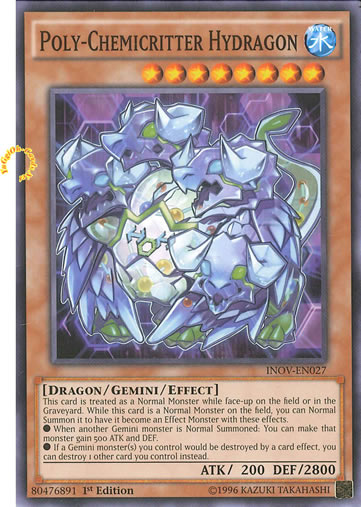 POLY-CHEMICRITTER HYDRAGON
WATER
水
INOV-EN027
[DRAGON/GEMINI/EFFECT]
This card is treated as a Normal Monster while face-up on the field or in the
Graveyard. While this card is a Normal Monster on the field, you can Normal
Summon it to have it become an Effect Monster with these effects.
● When another Gemini monster is Normal Summoned: You can make that
monster gain 500 ATK and DEF.
● If a Gemini monster(s) you control would be destroyed by a card effect, you
can destroy 1 other card you control instead.
ATK/ 200 DEF/2800
80476891 1st Edition ©1996 KAZUKI TAKAHASHI